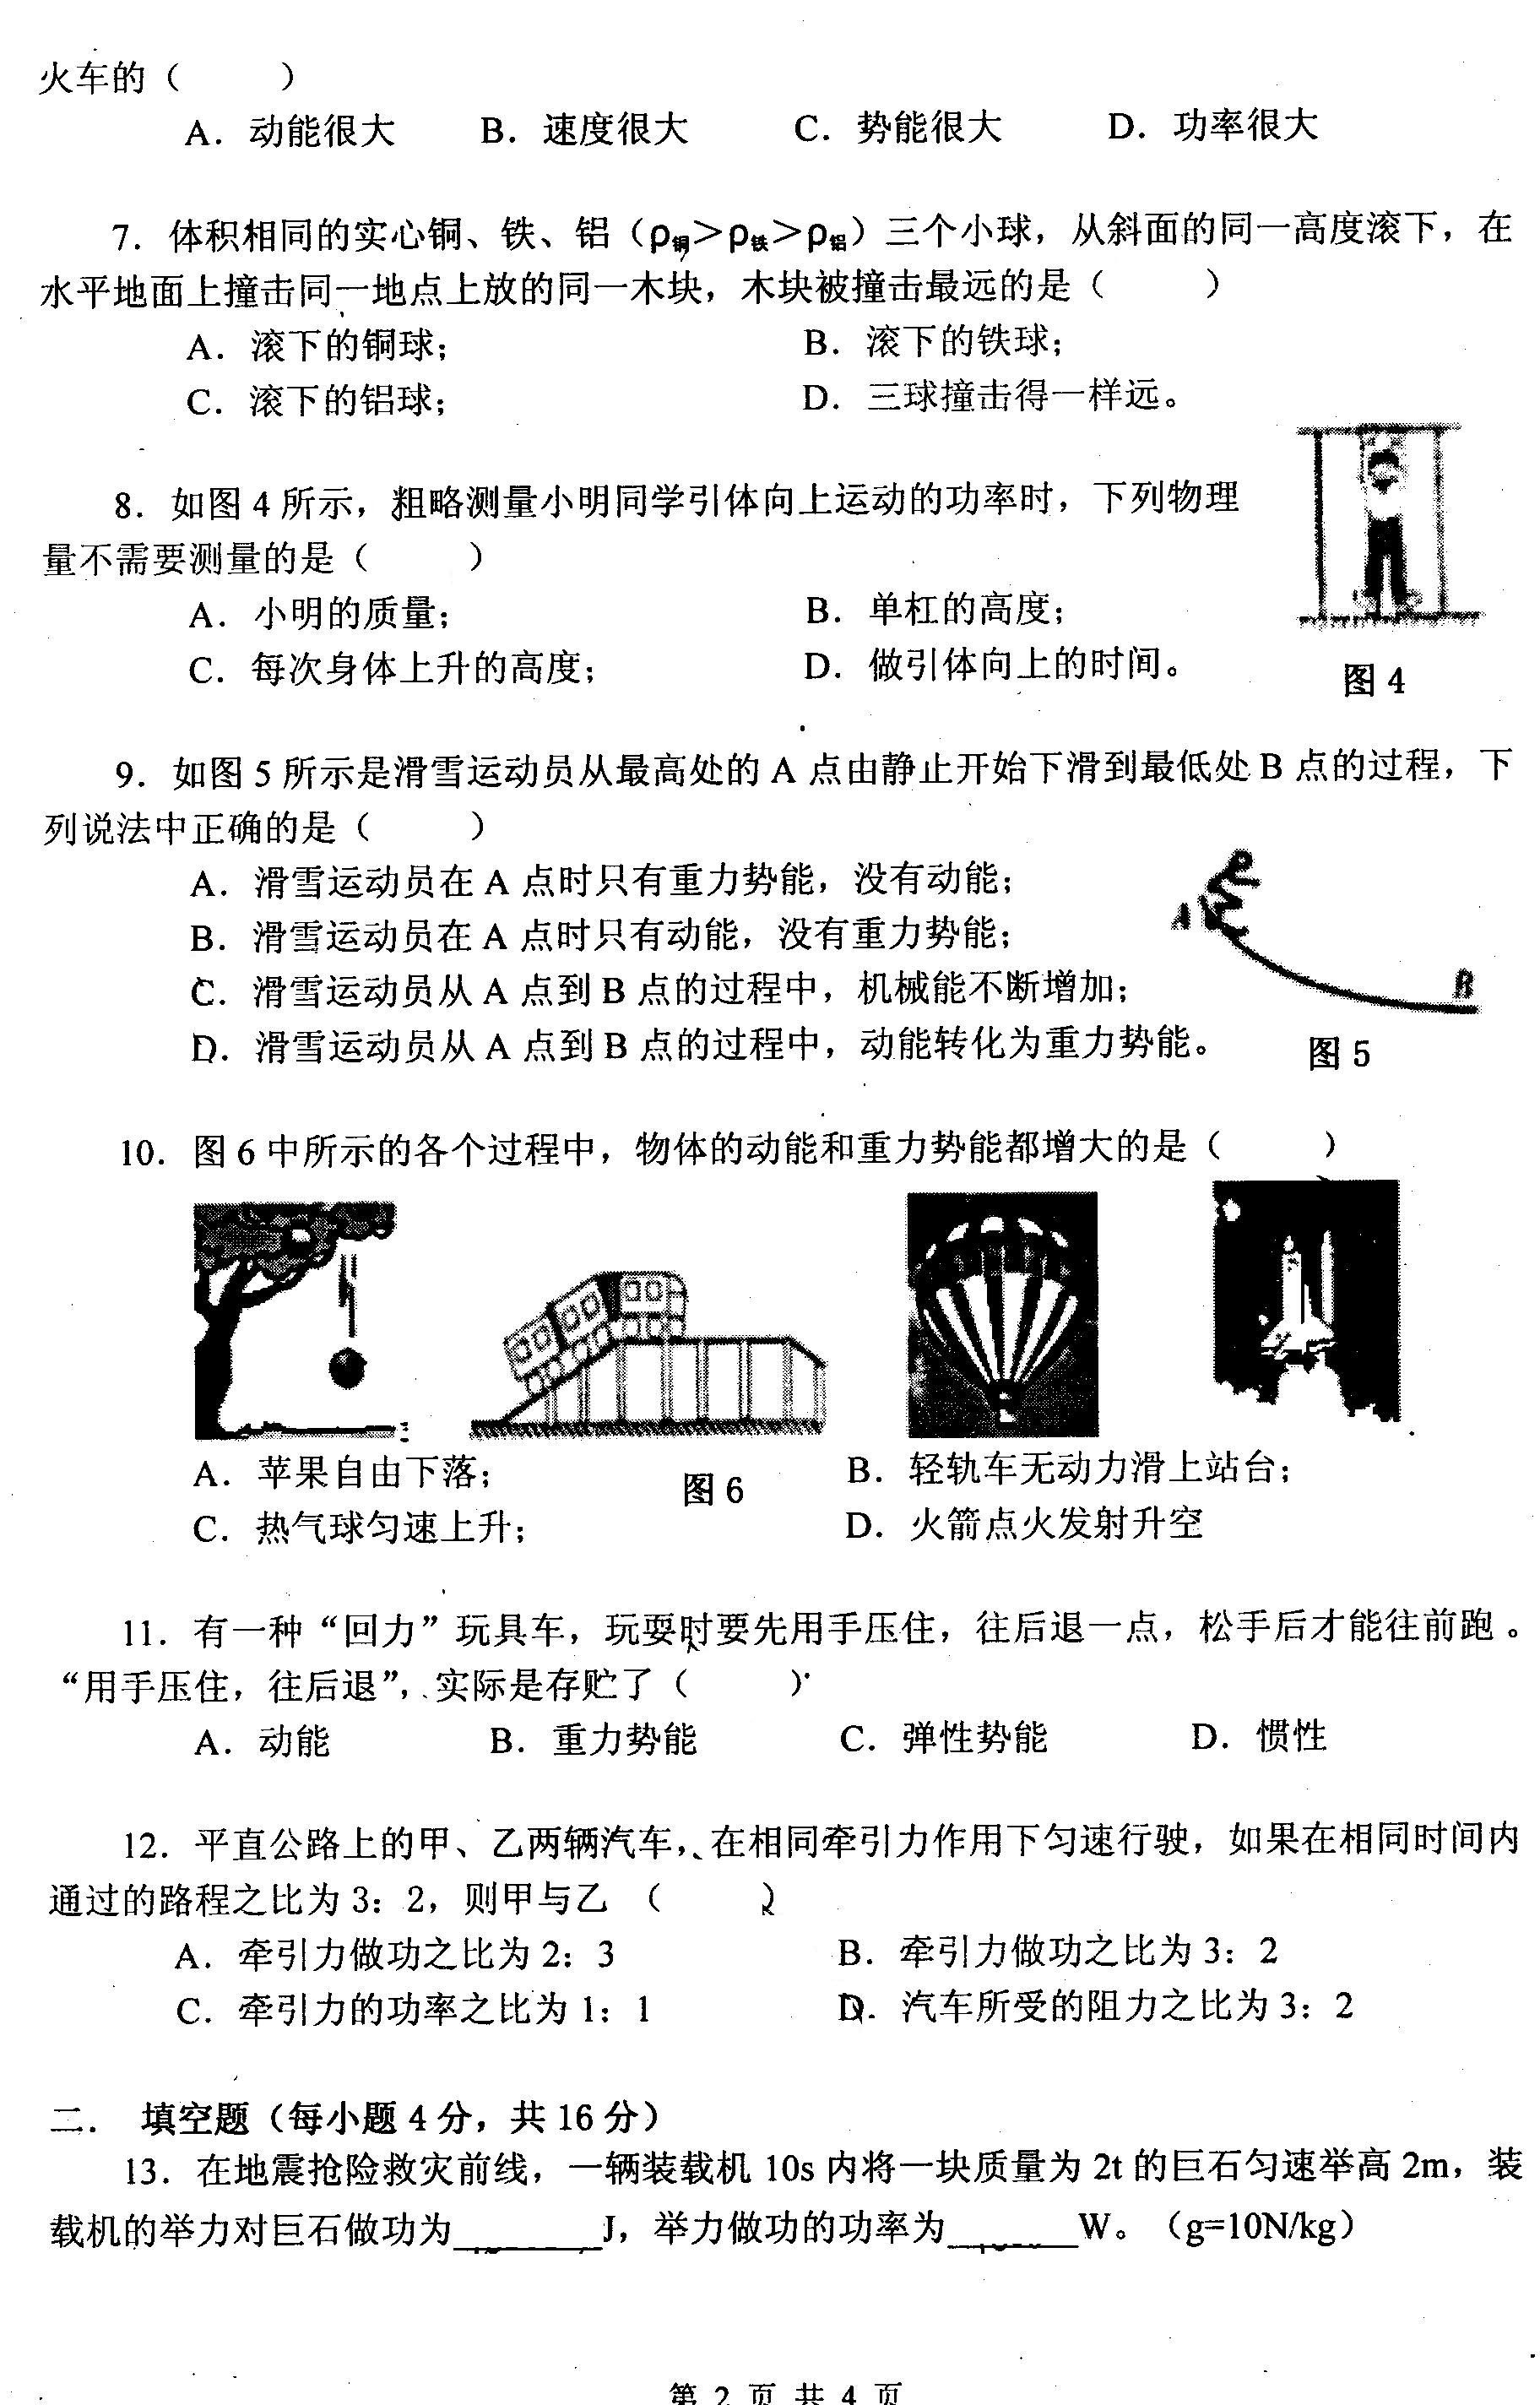 火车的（  ）
A．动能很大 B．速度很大 C．势能很大 D．功率很大
7．体积相同的实心铜、铁、铝（ρ铜＞ρ铁＞ρ铝）三个小球，从斜面的同一高度滚下，在
水平地面上撞击同一地点上放的同一木块，木块被撞击最远的是（  ）
A．滚下的铜球； B．滚下的铁球；
C．滚下的铝球； D．三球撞击得一样远。
8．如图 4 所示，粗略测量小明同学引体向上运动的功率时，下列物理
量不需要测量的是（  ）
A．小明的质量； B．单杠的高度；
C．每次身体上升的高度； D．做引体向上的时间。
图 4
9．如图 5 所示是滑雪运动员从最高处的 A 点由静止开始下滑到最低处 B 点的过程，下
列说法中正确的是（  ）
A．滑雪运动员在 A 点时只有重力势能，没有动能；
B．滑雪运动员在 A 点时只有动能，没有重力势能；
C．滑雪运动员从 A 点到 B 点的过程中，机械能不断增加；
D．滑雪运动员从 A 点到 B 点的过程中，动能转化为重力势能。
A
B
图 5
10．图 6 中所示的各个过程中，物体的动能和重力势能都增大的是（  ）
A．苹果自由下落； 图 6 B．轻轨车无动力滑上站台；
C．热气球匀速上升； D．火箭点火发射升空
11．有一种“回力”玩具车，玩耍时要先用手压住，往后退一点，松手后才能往前跑。
“用手压住，往后退”，实际是存贮了（  ）
A．动能 B．重力势能 C．弹性势能 D．惯性
12．平直公路上的甲、乙两辆汽车，在相同牵引力作用下匀速行驶，如果在相同时间内
通过的路程之比为 3：2，则甲与乙 （  ）
A．牵引力做功之比为 2：3 B．牵引力做功之比为 3：2
C．牵引力的功率之比为 1：1 D．汽车所受的阻力之比为 3：2
二． 填空题（每小题 4 分，共 16 分）
13．在地震抢险救灾前线，一辆装载机 10s 内将一块质量为 2t 的巨石匀速举高 2m，装
载机的举力对巨石做功为______J，举力做功的功率为______W。（g=10N/kg）
第 2 页 共 4 页